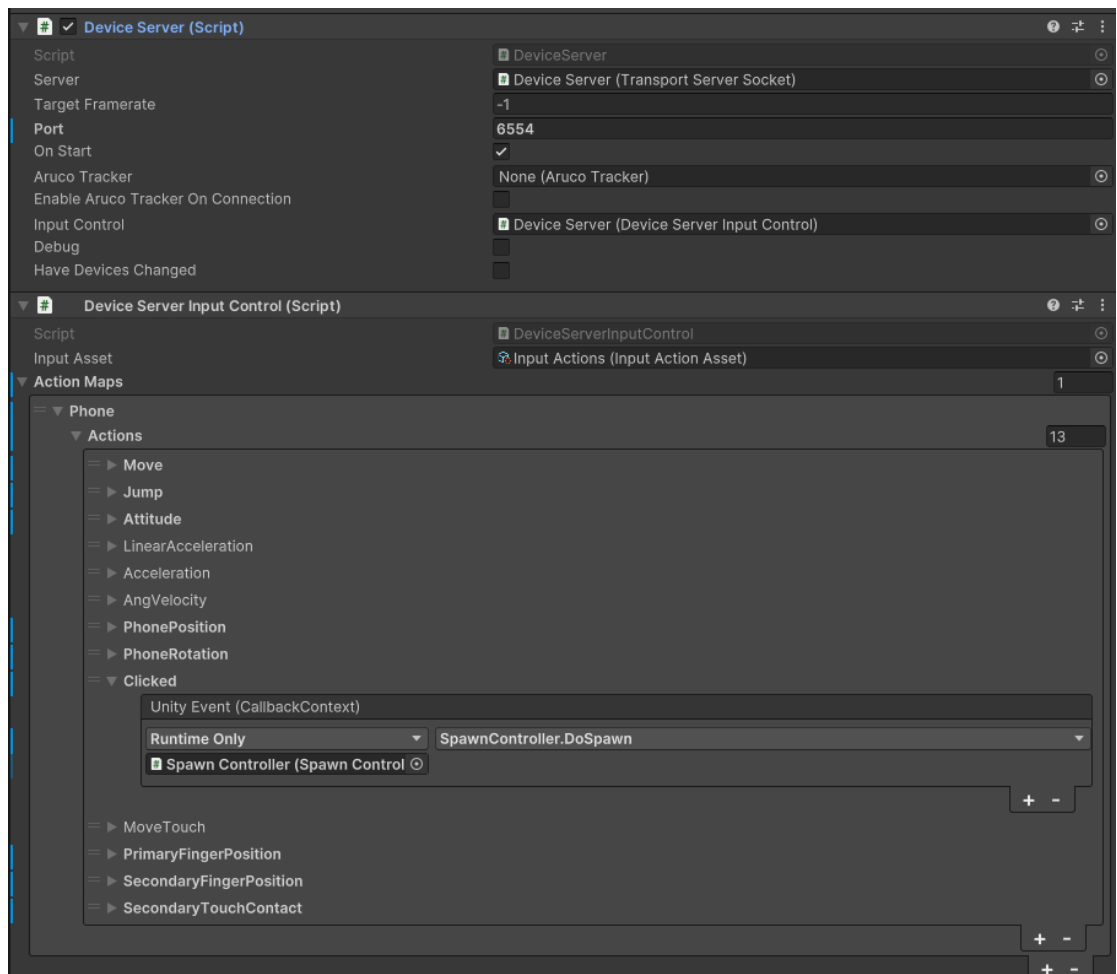 Device Server (Script)
Script DeviceServer
Server Device Server (Transport Server Socket)
Target Framerate -1
Port 6554
On Start
Aruco Tracker None (Aruco Tracker)
Enable Aruco Tracker On Connection
Input Control Device Server (Device Server Input Control)
Debug
Have Devices Changed
Device Server Input Control (Script)
Script DeviceServerInputControl
Input Asset Input Actions (Input Action Asset)
Action Maps 1
Phone
Actions 13
Move
Jump
Attitude
LinearAcceleration
Acceleration
AngVelocity
PhonePosition
PhoneRotation
Clicked
Unity Event (CallbackContext)
Runtime Only SpawnController.DoSpawn
Spawn Controller (Spawn Control
+ -
MoveTouch
PrimaryFingerPosition
SecondaryFingerPosition
SecondaryTouchContact
+ -
+ -